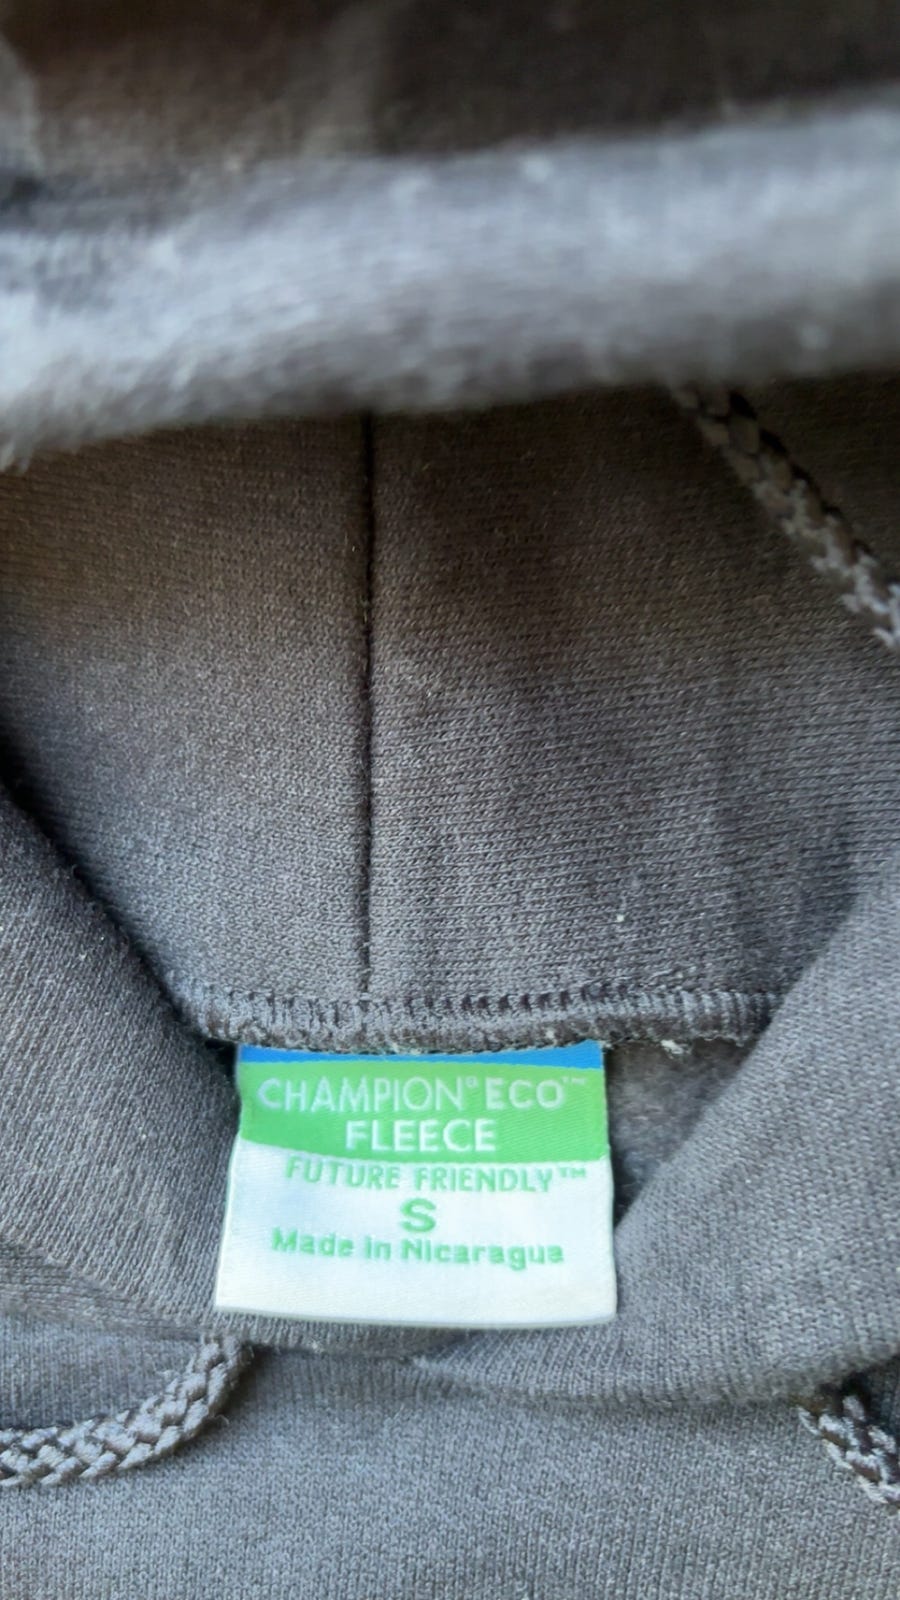 CHAMPION® ECO™
FLEECE
FUTURE FRIENDLY™
S
Made in Nicaragua